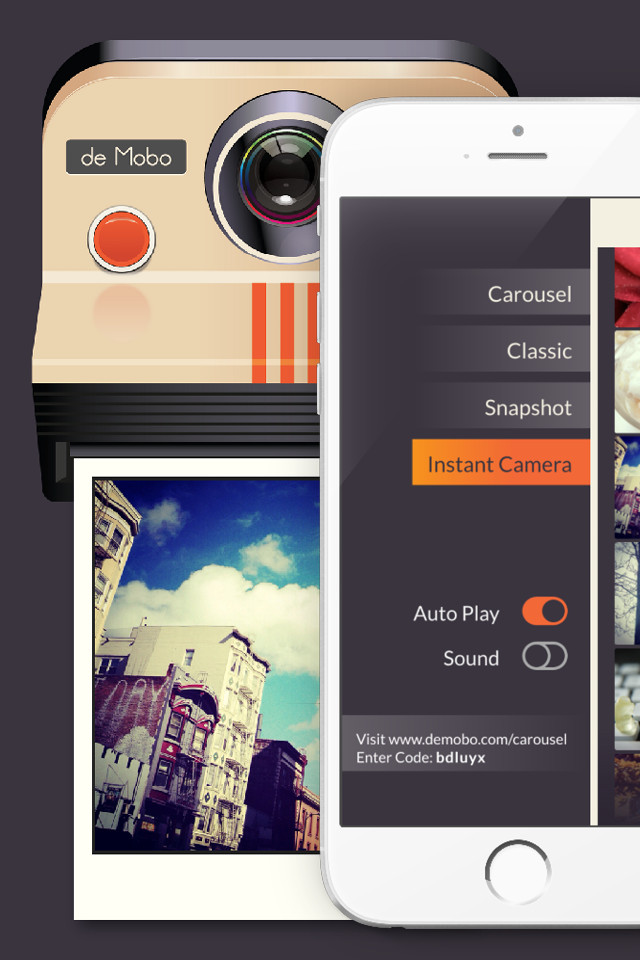 de Mobo
Carousel
Classic
Snapshot
Instant Camera
Auto Play
Sound
Visit www.demobo.com/carousel
Enter Code: bdluyx